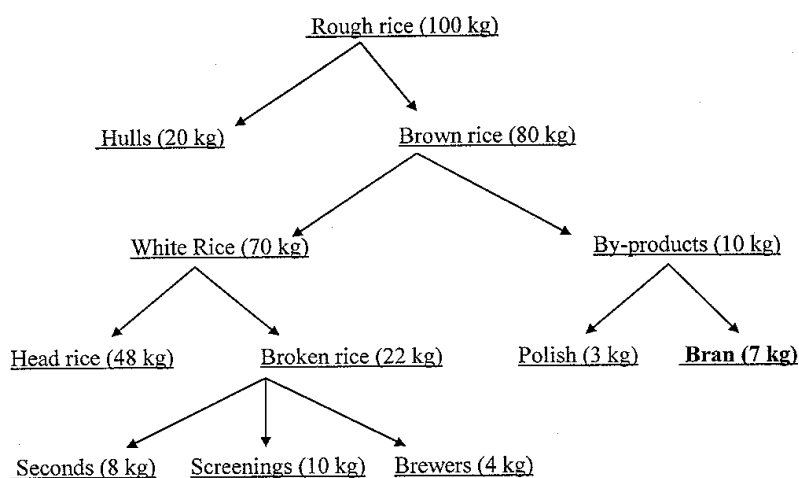 Rough rice (100 kg)
Hulls (20 kg)
Brown rice (80 kg)
White Rice (70 kg)
By-products (10 kg)
Head rice (48 kg)
Broken rice (22 kg)
Polish (3 kg)
Bran (7 kg)
Seconds (8 kg)
Screenings (10 kg)
Brewers (4 kg)